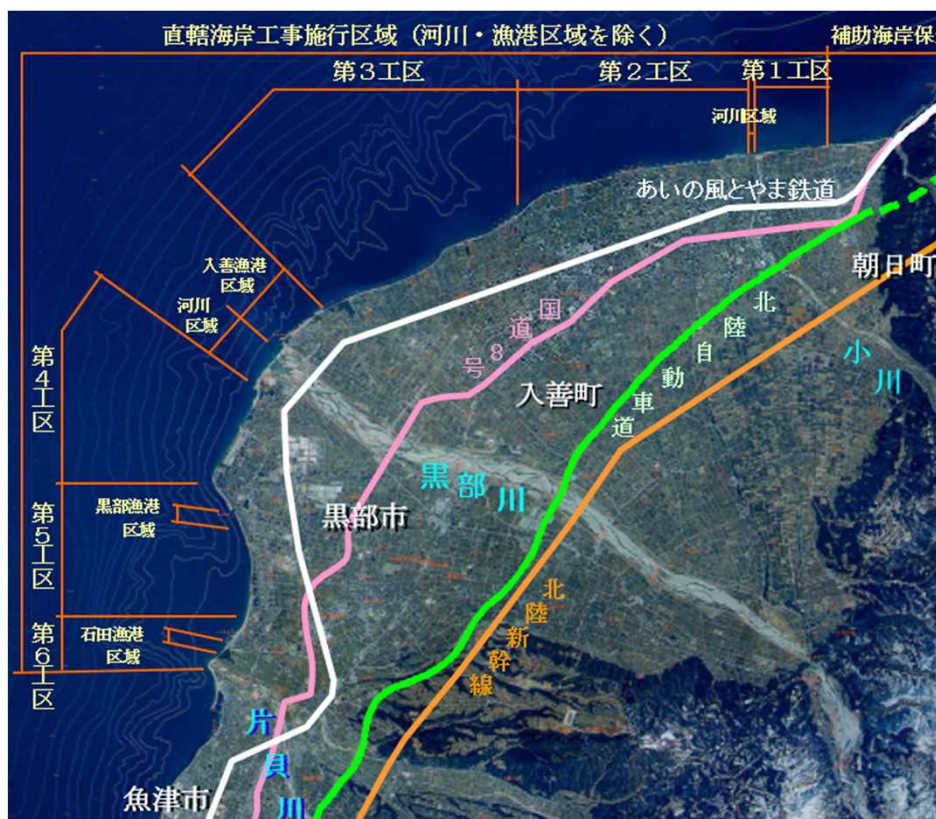 直轄海岸工事施行区域（河川・漁港区域を除く）
補助海岸保
第３工区
第２工区
第１工区
河川区域
あいの風とやま鉄道
朝日町
入善漁港
区域
河川
区域
国道８号
北陸自動車道
小川
第４工区
入善町
黒部川
黒部市
黒部漁港
区域
第５工区
北陸新幹線
石田漁港
区域
第６工区
片貝川
魚津市